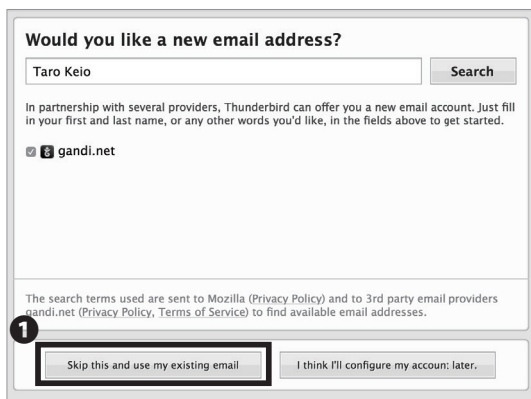 Would you like a new email address?
Taro Keio
Search
In partnership with several providers, Thunderbird can offer you a new email account. Just fill
in your first and last name, or any other words you'd like, in the fields above to get started.
gandi.net
The search terms used are sent to Mozilla (Privacy Policy) and to 3rd party email providers
gandi.net (Privacy Policy, Terms of Service) to find available email addresses.
1
Skip this and use my existing email
I think I'll configure my accoun: later.